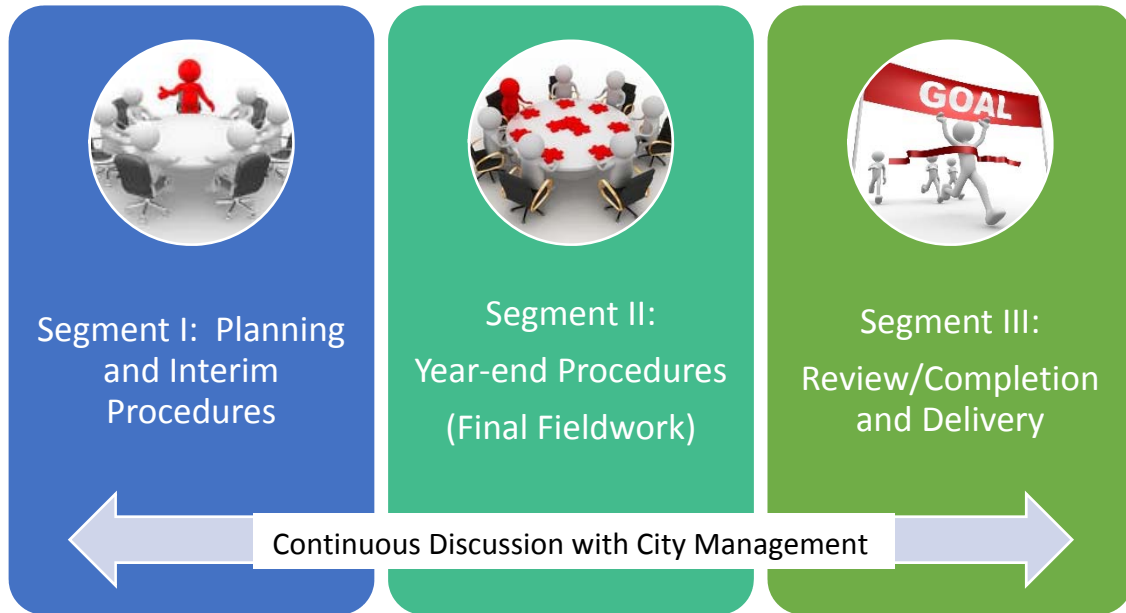 GOAL
Segment I: Planning
and Interim
Procedures
Segment II:
Year-end Procedures
(Final Fieldwork)
Segment III:
Review/Completion
and Delivery
Continuous Discussion with City Management